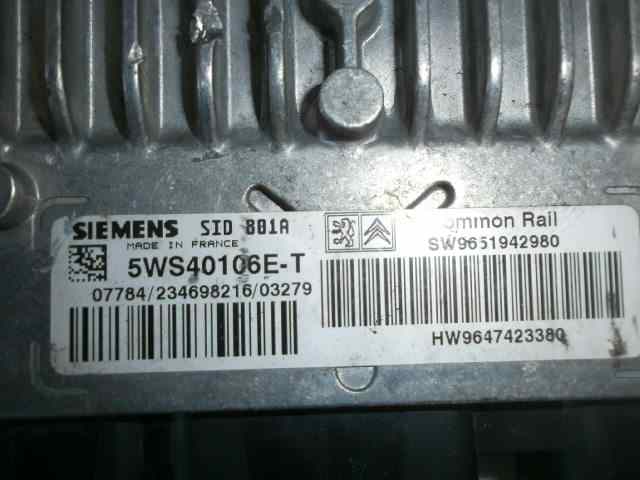 SIEMENS SID 801A
MADE IN FRANCE
5WS40106E-T
07784/234698216/03279
ommon Rail
SW9651942980
HW9647423380